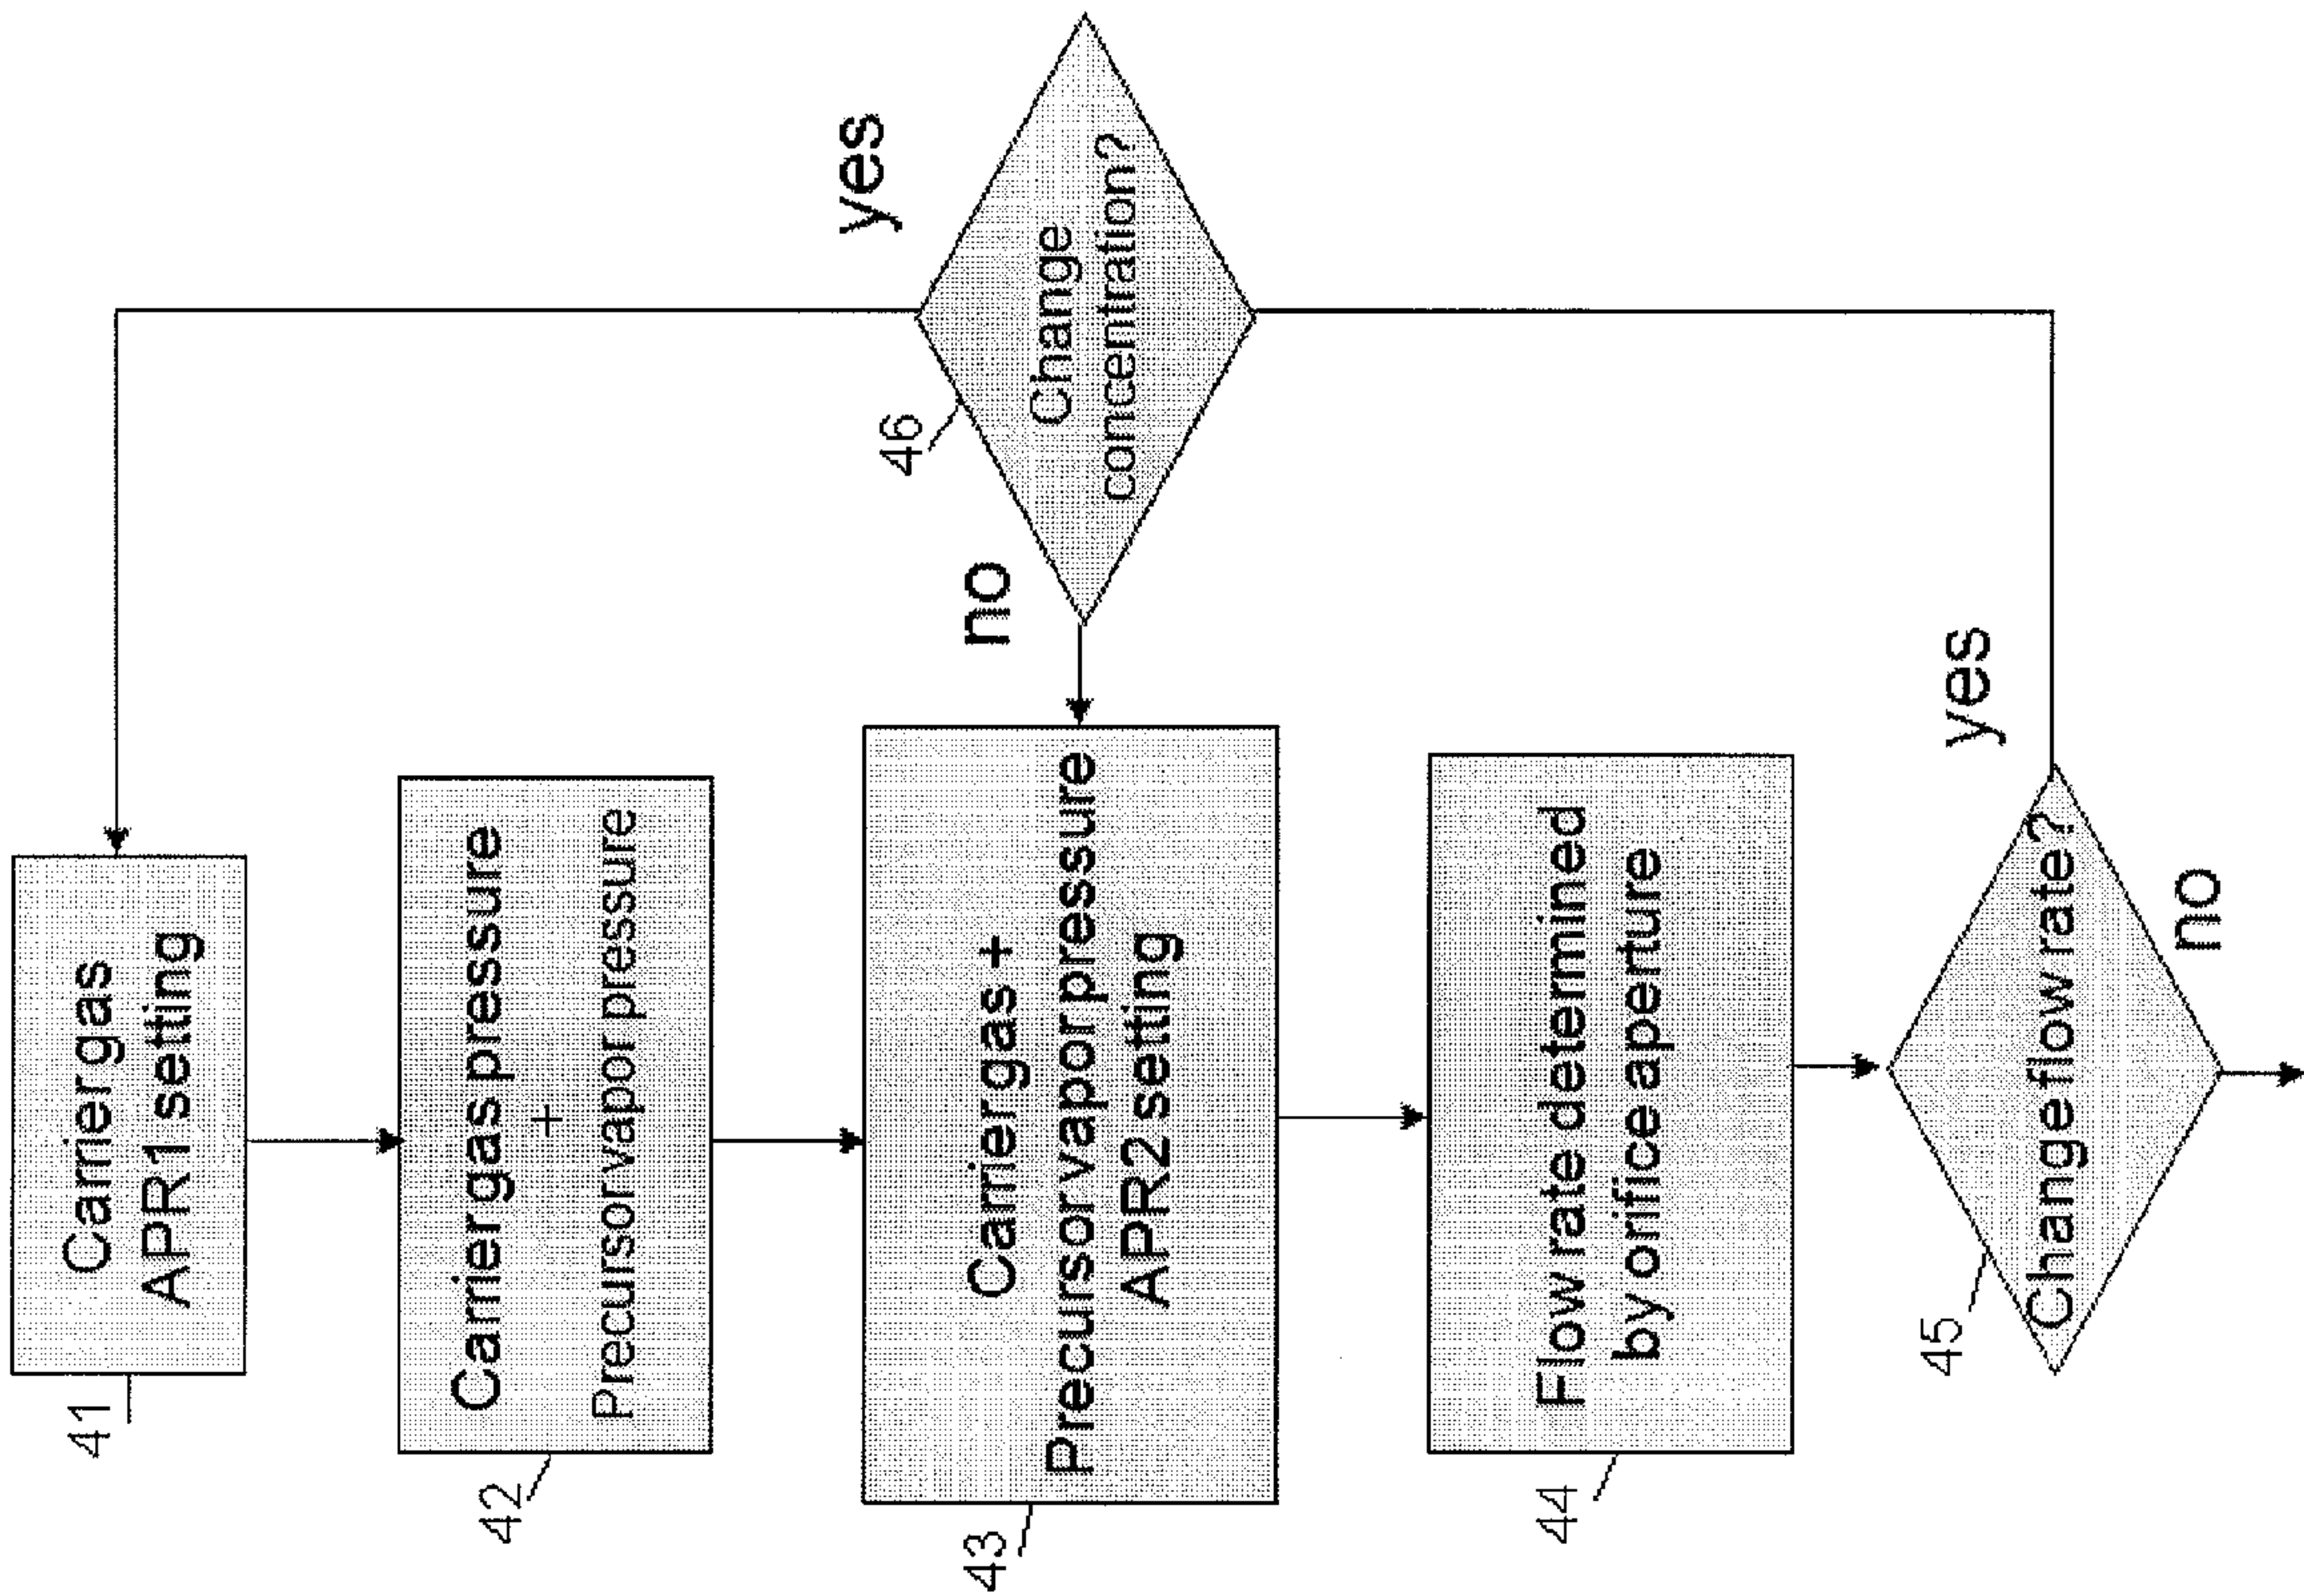 41
Carrier gas
APR1 setting
42
Carrier gas pressure
+
Precursor vapor pressure
43
Carrier gas +
Precursor vapor pressure
APR2 setting
44
Flow rate determined
by orifice aperture
45
Change flow rate?
yes
no
46
Change
concentration?
no
yes